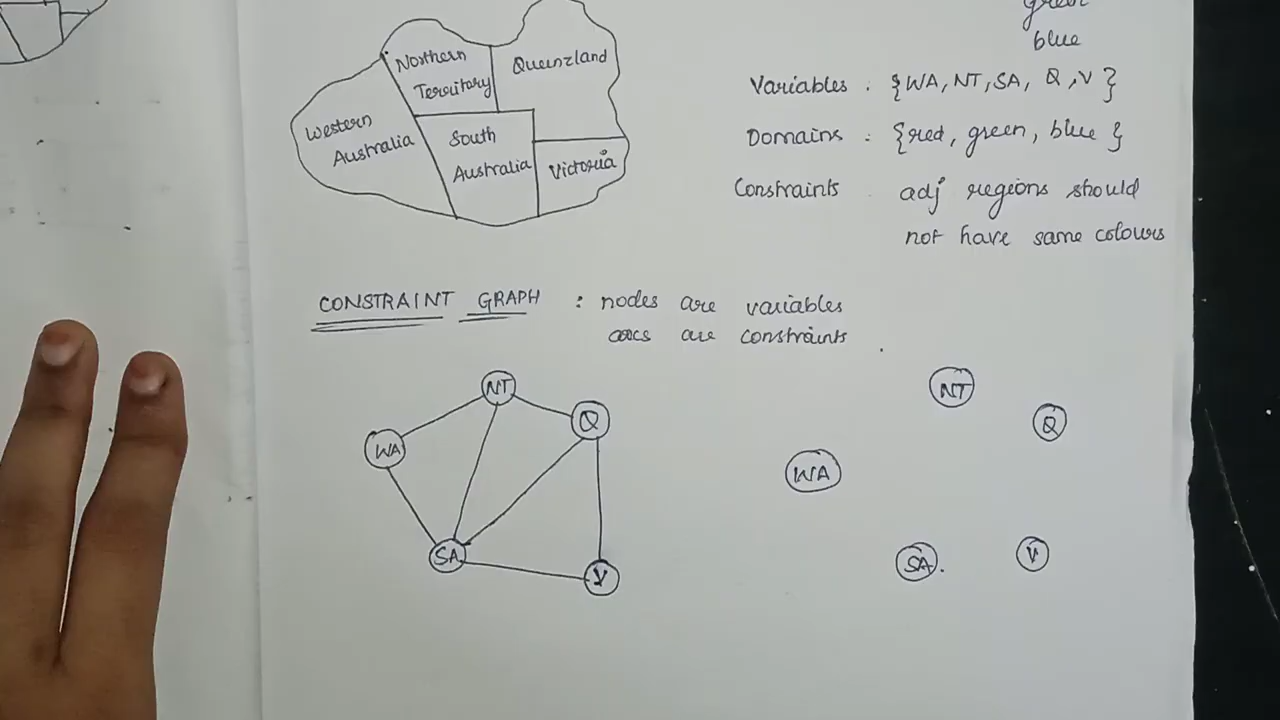 green
blue
Northern
Territory
Queenzland
Western
Australia
South
Australia
Victoria
Variables : {WA, NT, SA, Q, V}
Domains : {red, green, blue}
Constraints adj regions should
not have same colours
CONSTRAINT GRAPH : nodes are variables
arcs are constraints
NT
Q
WA
SA
V
NT
Q
WA
SA.
V